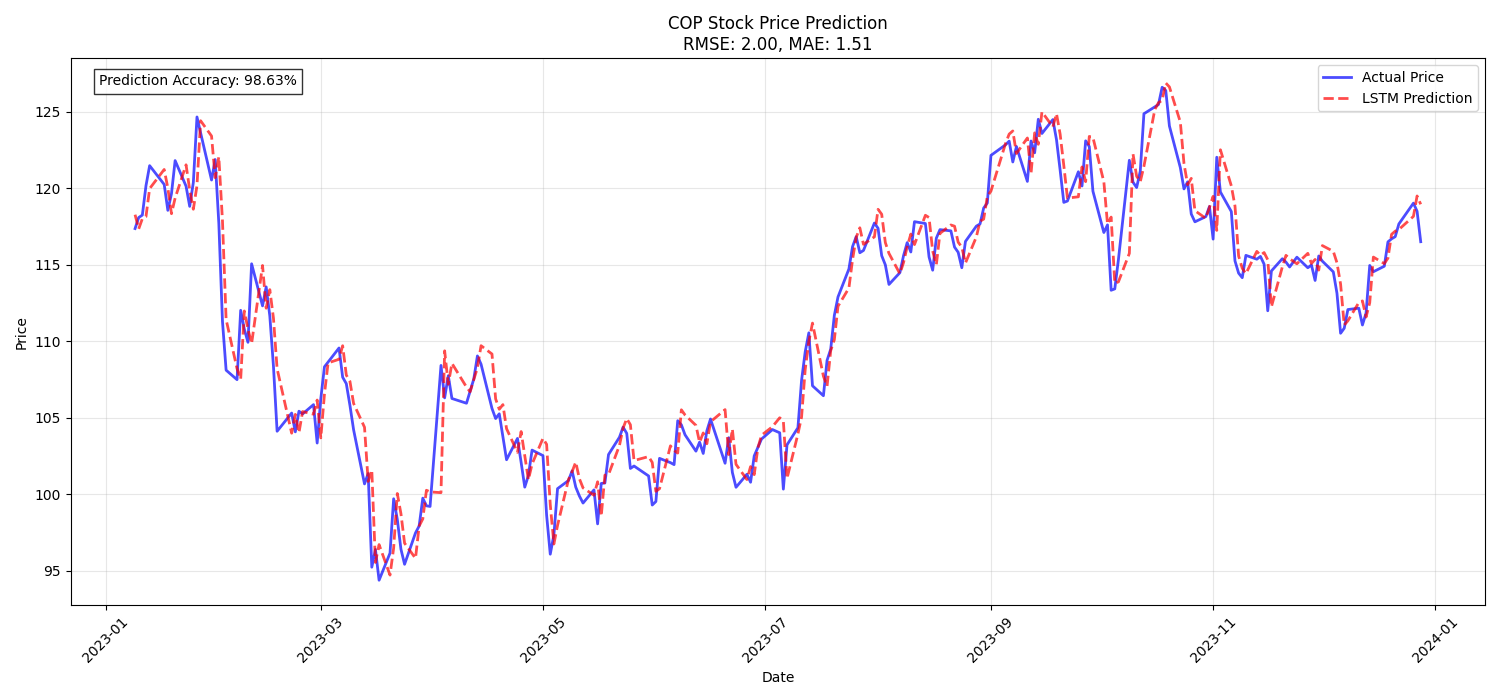 COP Stock Price Prediction
RMSE: 2.00, MAE: 1.51
Prediction Accuracy: 98.63%
Actual Price
LSTM Prediction
Price
125
120
115
110
105
100
95
2023-01
2023-03
2023-05
2023-07
2023-09
2023-11
2024-01
Date